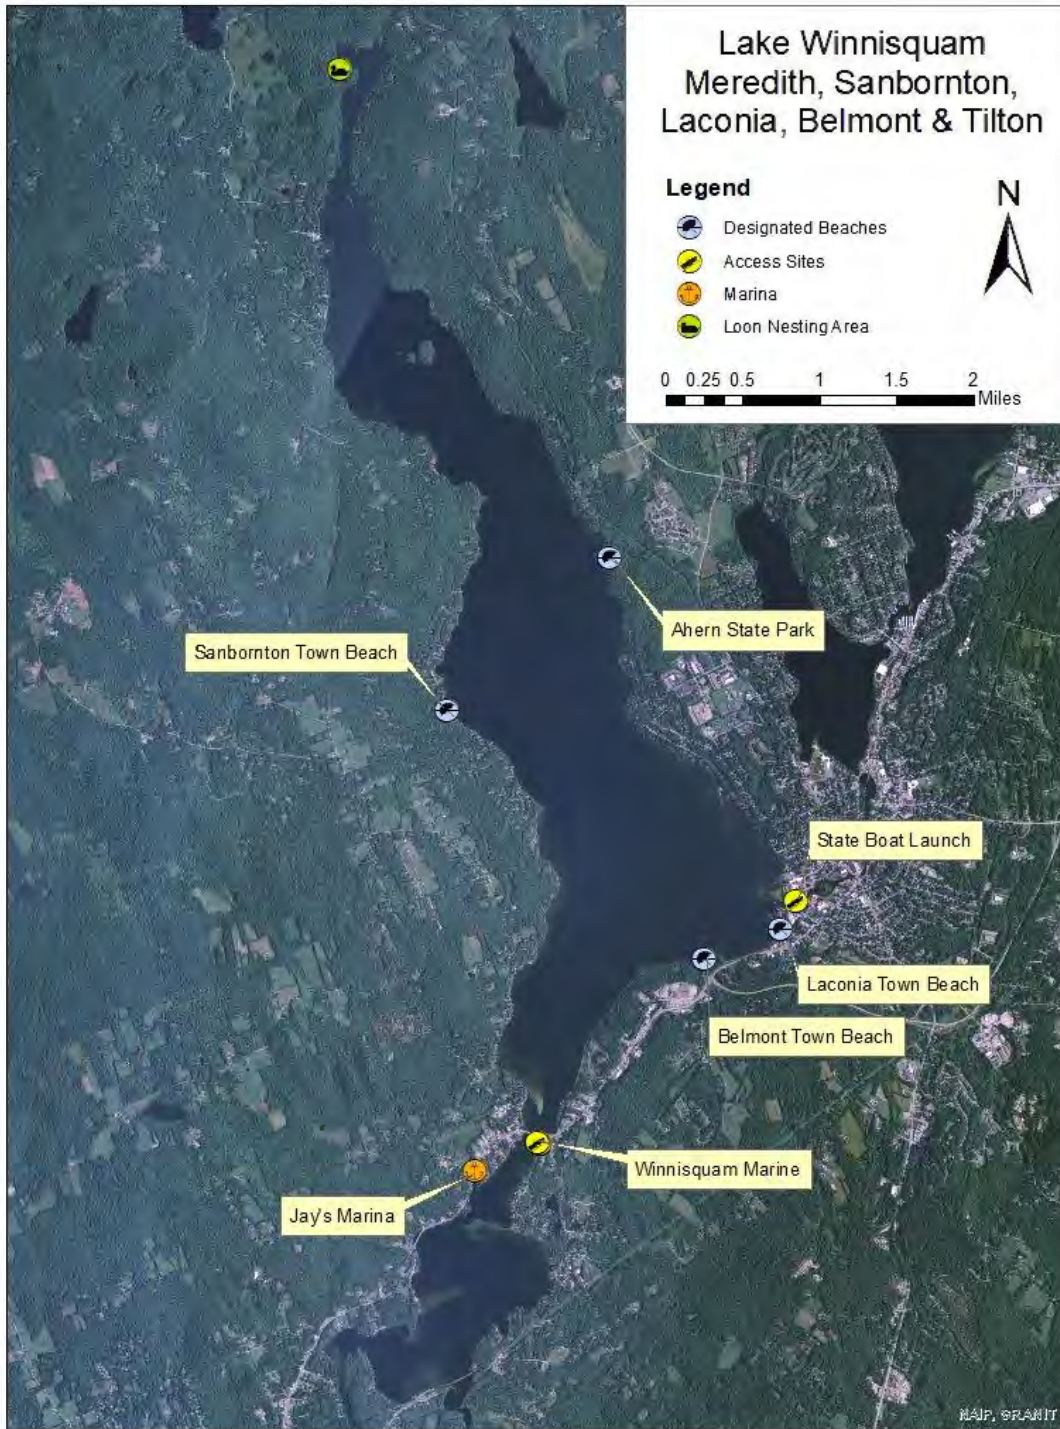 Lake Winnisquam
Meredith, Sanbornton,
Laconia, Belmont & Tilton
Legend
N
Designated Beaches
Access Sites
Marina
Loon Nesting Area
0 0.25 0.5 1 1.5 2
Miles
Ahern State Park
Sanbornton Town Beach
State Boat Launch
Laconia Town Beach
Belmont Town Beach
Winnisquam Marine
Jay's Marina
NAIP, GRANIT